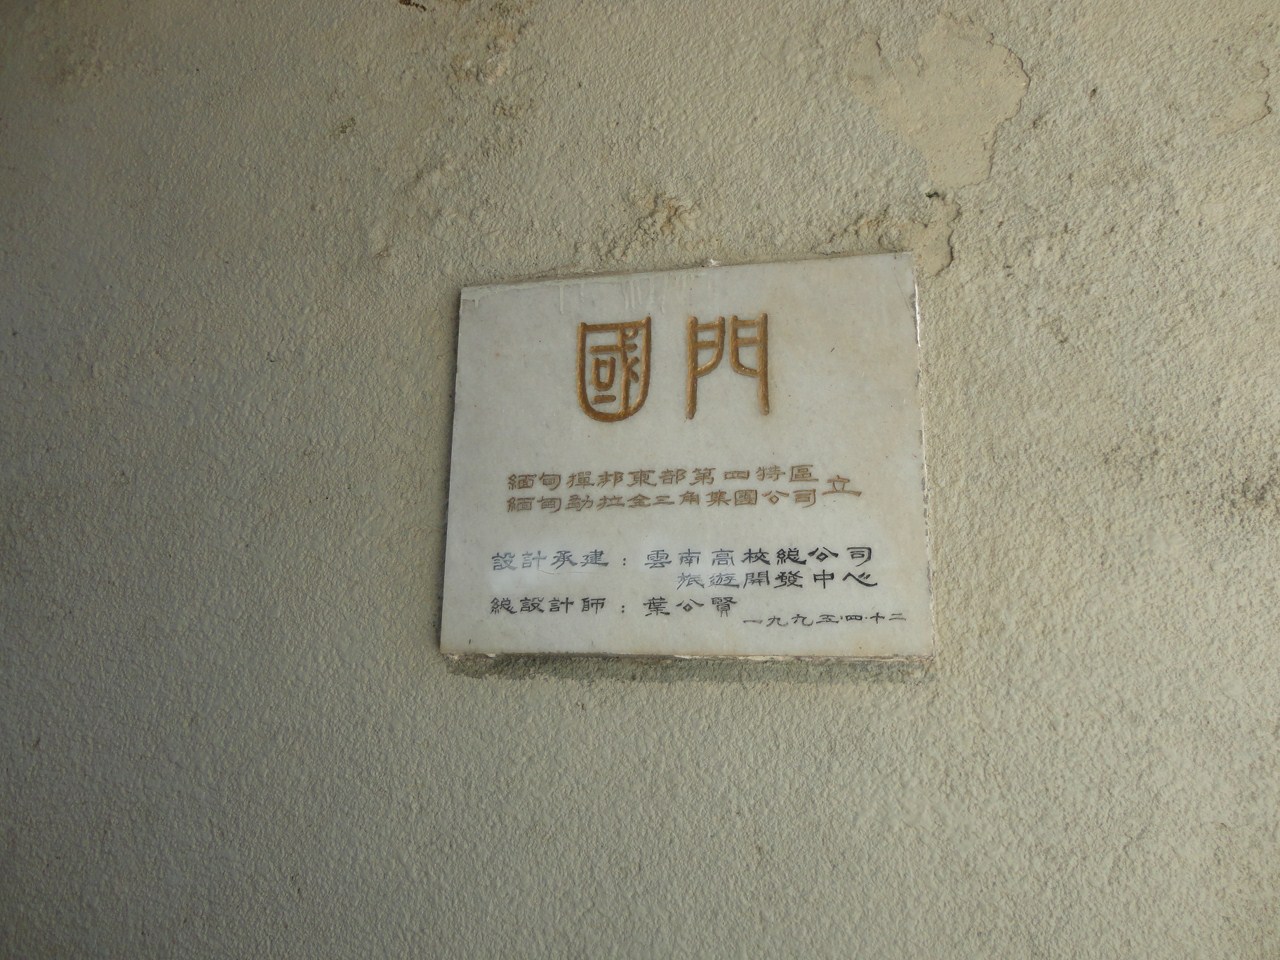 國門
緬甸撣邦東部第四特區
緬甸勐拉金三角集團公司 立
設計承建：雲南高校總公司
旅遊開發中心
總設計師：葉公賢
一九九五·四·十二